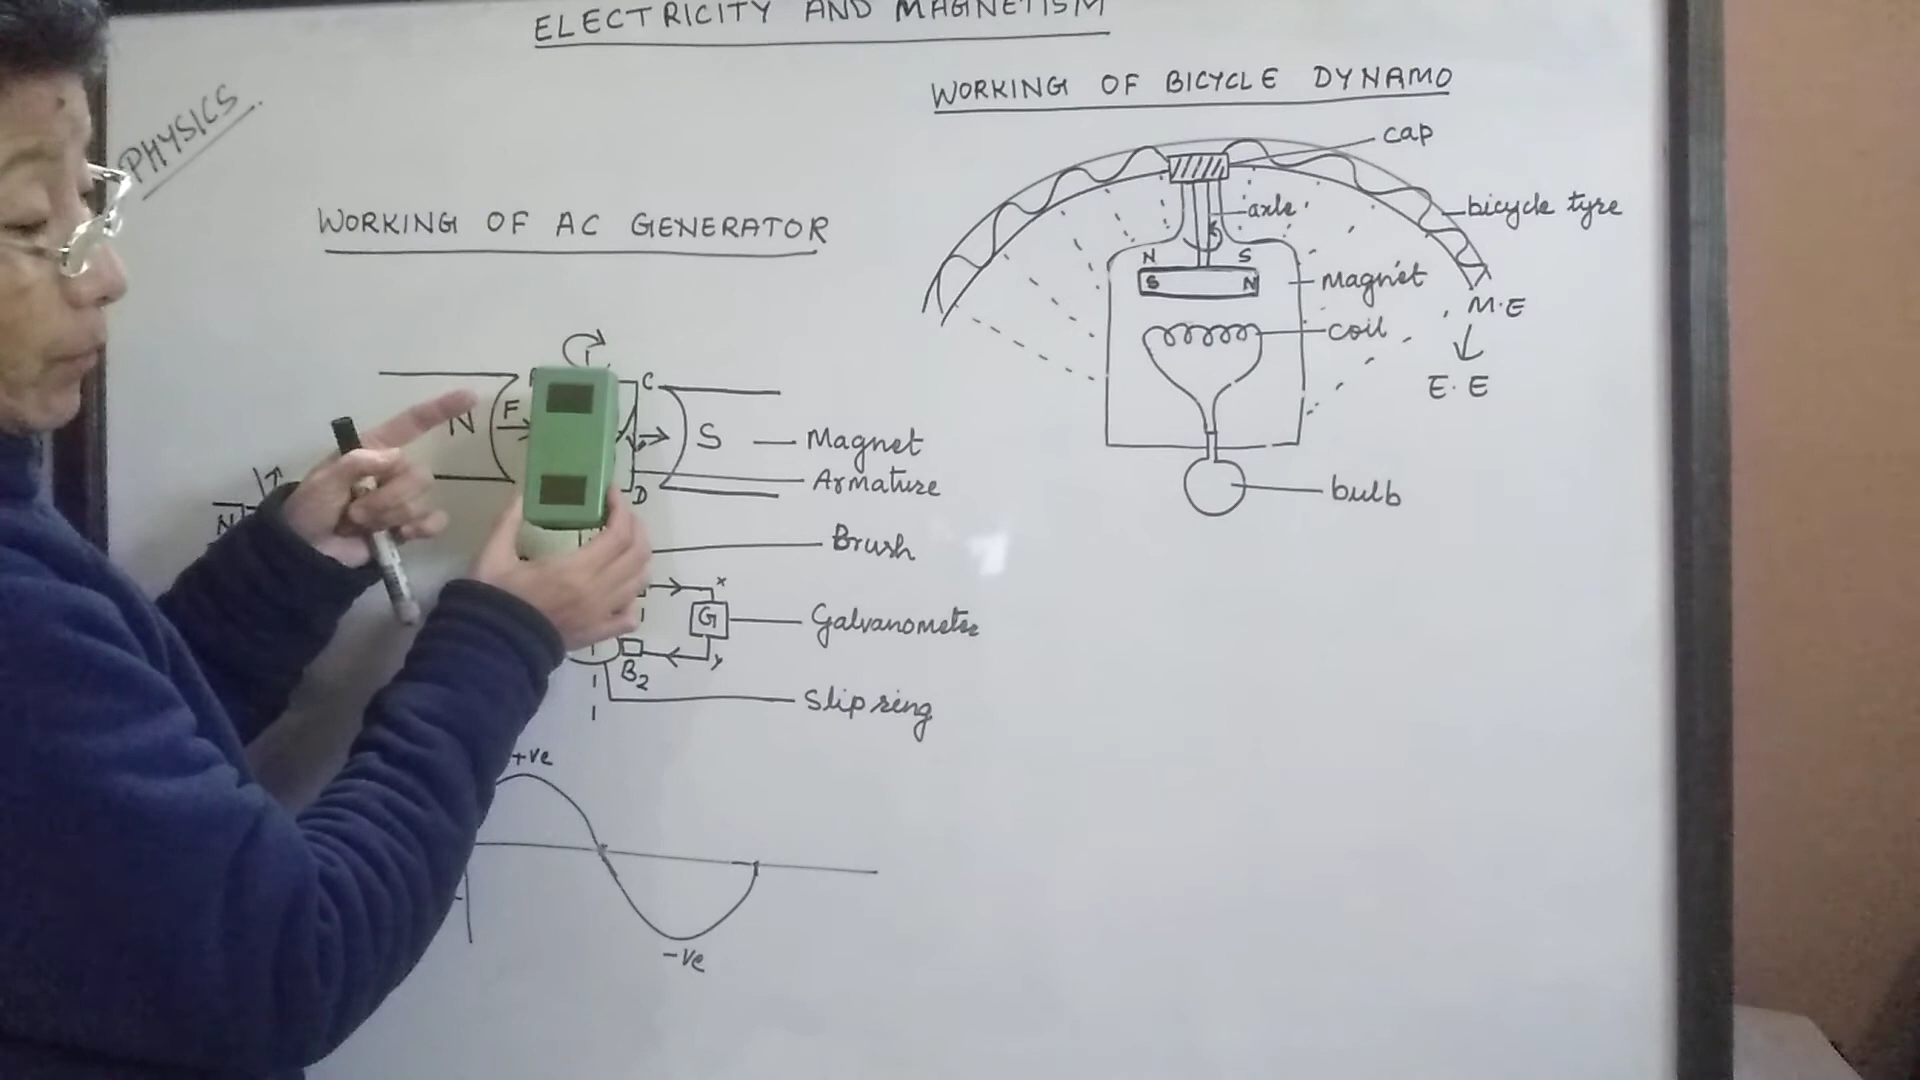 ELECTRICITY AND MAGNETISM
PHYSICS
WORKING OF AC GENERATOR
C
N
F
S
Magnet
Armature
D
N
Brush
x
G
Galvanometer
y
B2
Slip ring
+ve
-ve
WORKING OF BICYCLE DYNAMO
cap
axle
bicycle tyre
N S
S N
Magnet
M.E
coil
E.E
bulb